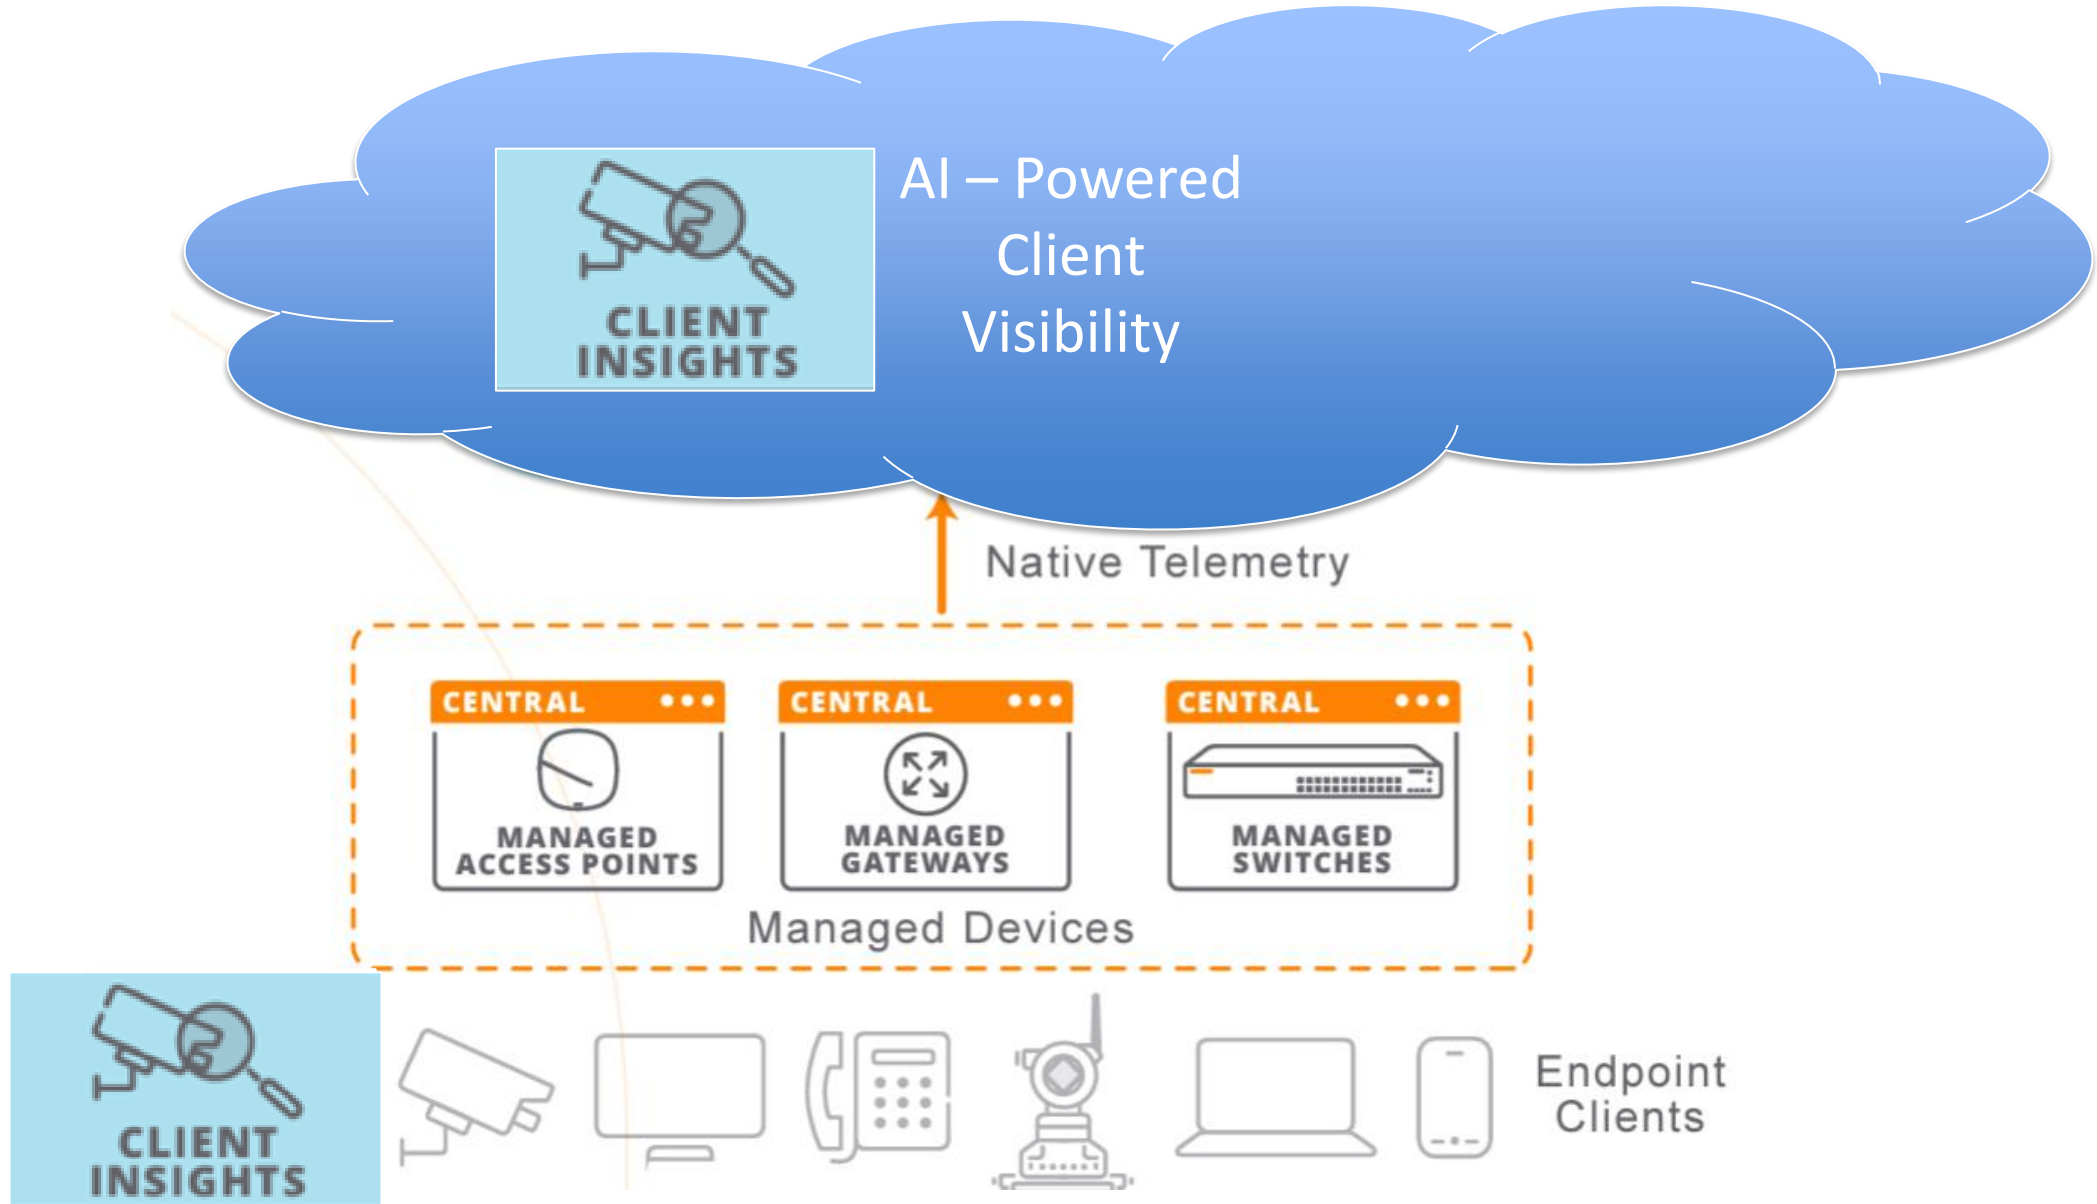 AI – Powered
Client
Visibility
CLIENT
INSIGHTS
Native Telemetry
CENTRAL
MANAGED
ACCESS POINTS
CENTRAL
MANAGED
GATEWAYS
CENTRAL
MANAGED
SWITCHES
Managed Devices
CLIENT
INSIGHTS
Endpoint
Clients